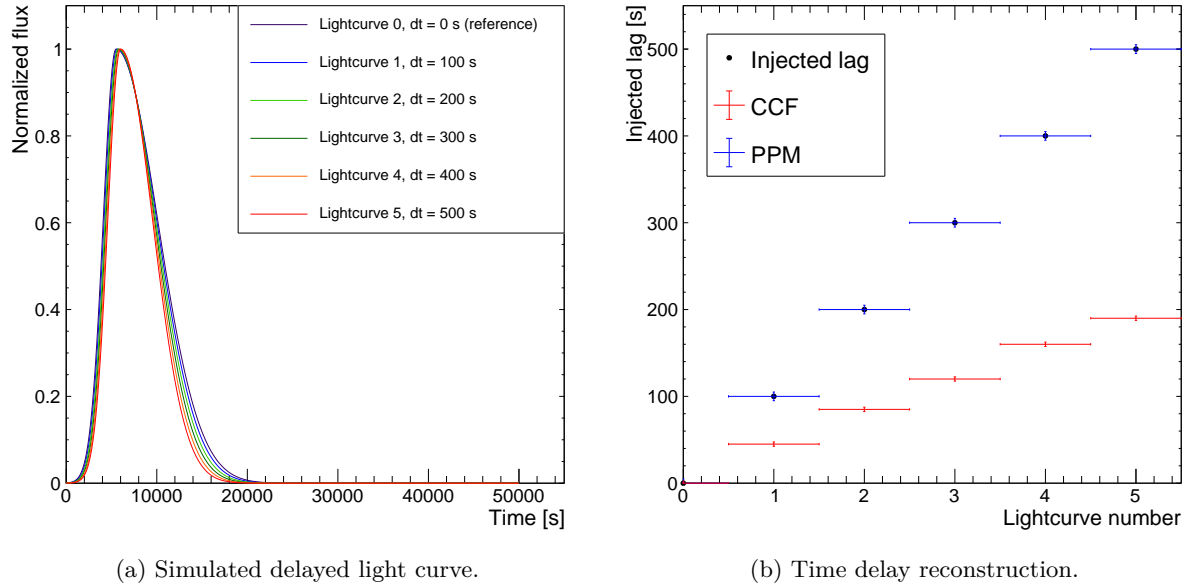 Normalized flux
1
0.8
0.6
0.4
0.2
0
0 10000 20000 30000 40000 50000
Time [s]
Lightcurve 0, dt = 0 s (reference)
Lightcurve 1, dt = 100 s
Lightcurve 2, dt = 200 s
Lightcurve 3, dt = 300 s
Lightcurve 4, dt = 400 s
Lightcurve 5, dt = 500 s
(a) Simulated delayed light curve.
Injected lag [s]
500
400
300
200
100
0
0 1 2 3 4 5
Lightcurve number
Injected lag
CCF
PPM
(b) Time delay reconstruction.